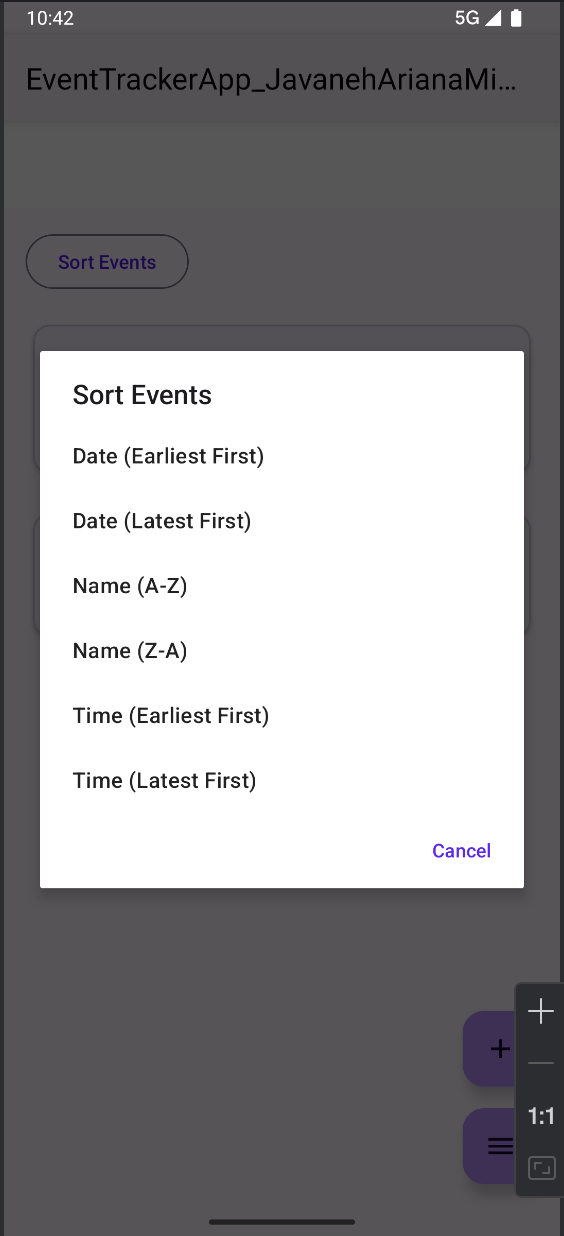 10:42
5G
EventTrackerApp_JavanehArianaMi...
Sort Events
Sort Events
Date (Earliest First)
Date (Latest First)
Name (A-Z)
Name (Z-A)
Time (Earliest First)
Time (Latest First)
Cancel
1:1